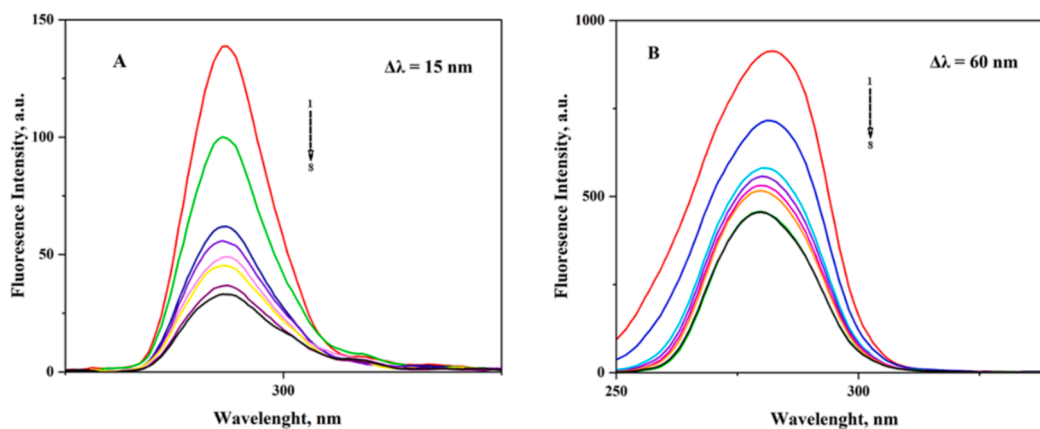 150
A
Δλ = 15 nm
1
8
100
50
0
300
Fluoresence Intensity, a.u.
Wavelenght, nm
1000
B
Δλ = 60 nm
1
8
500
0
250
300
Fluoresence Intensity, a.u.
Wavelenght, nm